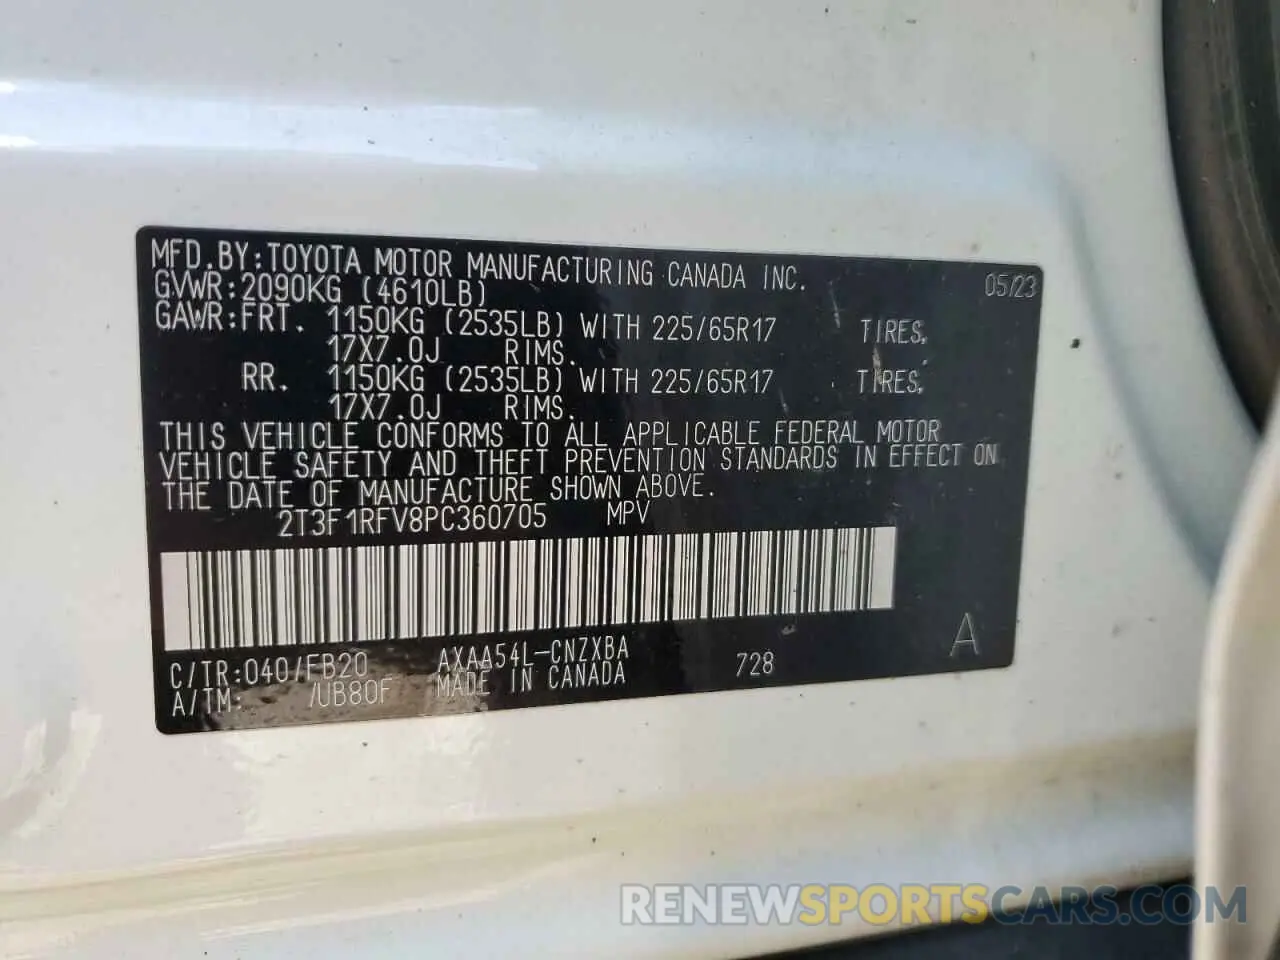 MFD.BY:TOYOTA MOTOR MANUFACTURING CANADA INC. 05/23
GVWR:2090KG (4610LB)
GAWR:FRT. 1150KG (2535LB) WITH 225/65R17 TIRES,
17X7.0J RIMS.
RR. 1150KG (2535LB) WITH 225/65R17 TIRES,
17X7.0J RIMS.
THIS VEHICLE CONFORMS TO ALL APPLICABLE FEDERAL MOTOR
VEHICLE SAFETY AND THEFT PREVENTION STANDARDS IN EFFECT ON
THE DATE OF MANUFACTURE SHOWN ABOVE.
2T3F1RFV8PC360705 MPV
C/TR:040/FB20 AXAA54L-CNZXBA 728 A
A/TM: /UB80F MADE IN CANADA
RENEWSPORTSCARS.COM